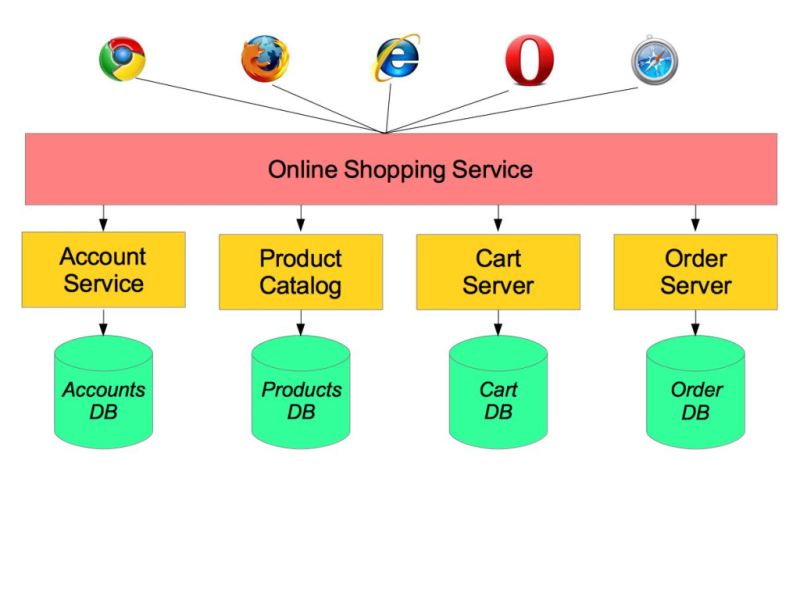 Online Shopping Service
Account
Service
Product
Catalog
Cart
Server
Order
Server
Accounts
DB
Products
DB
Cart
DB
Order
DB